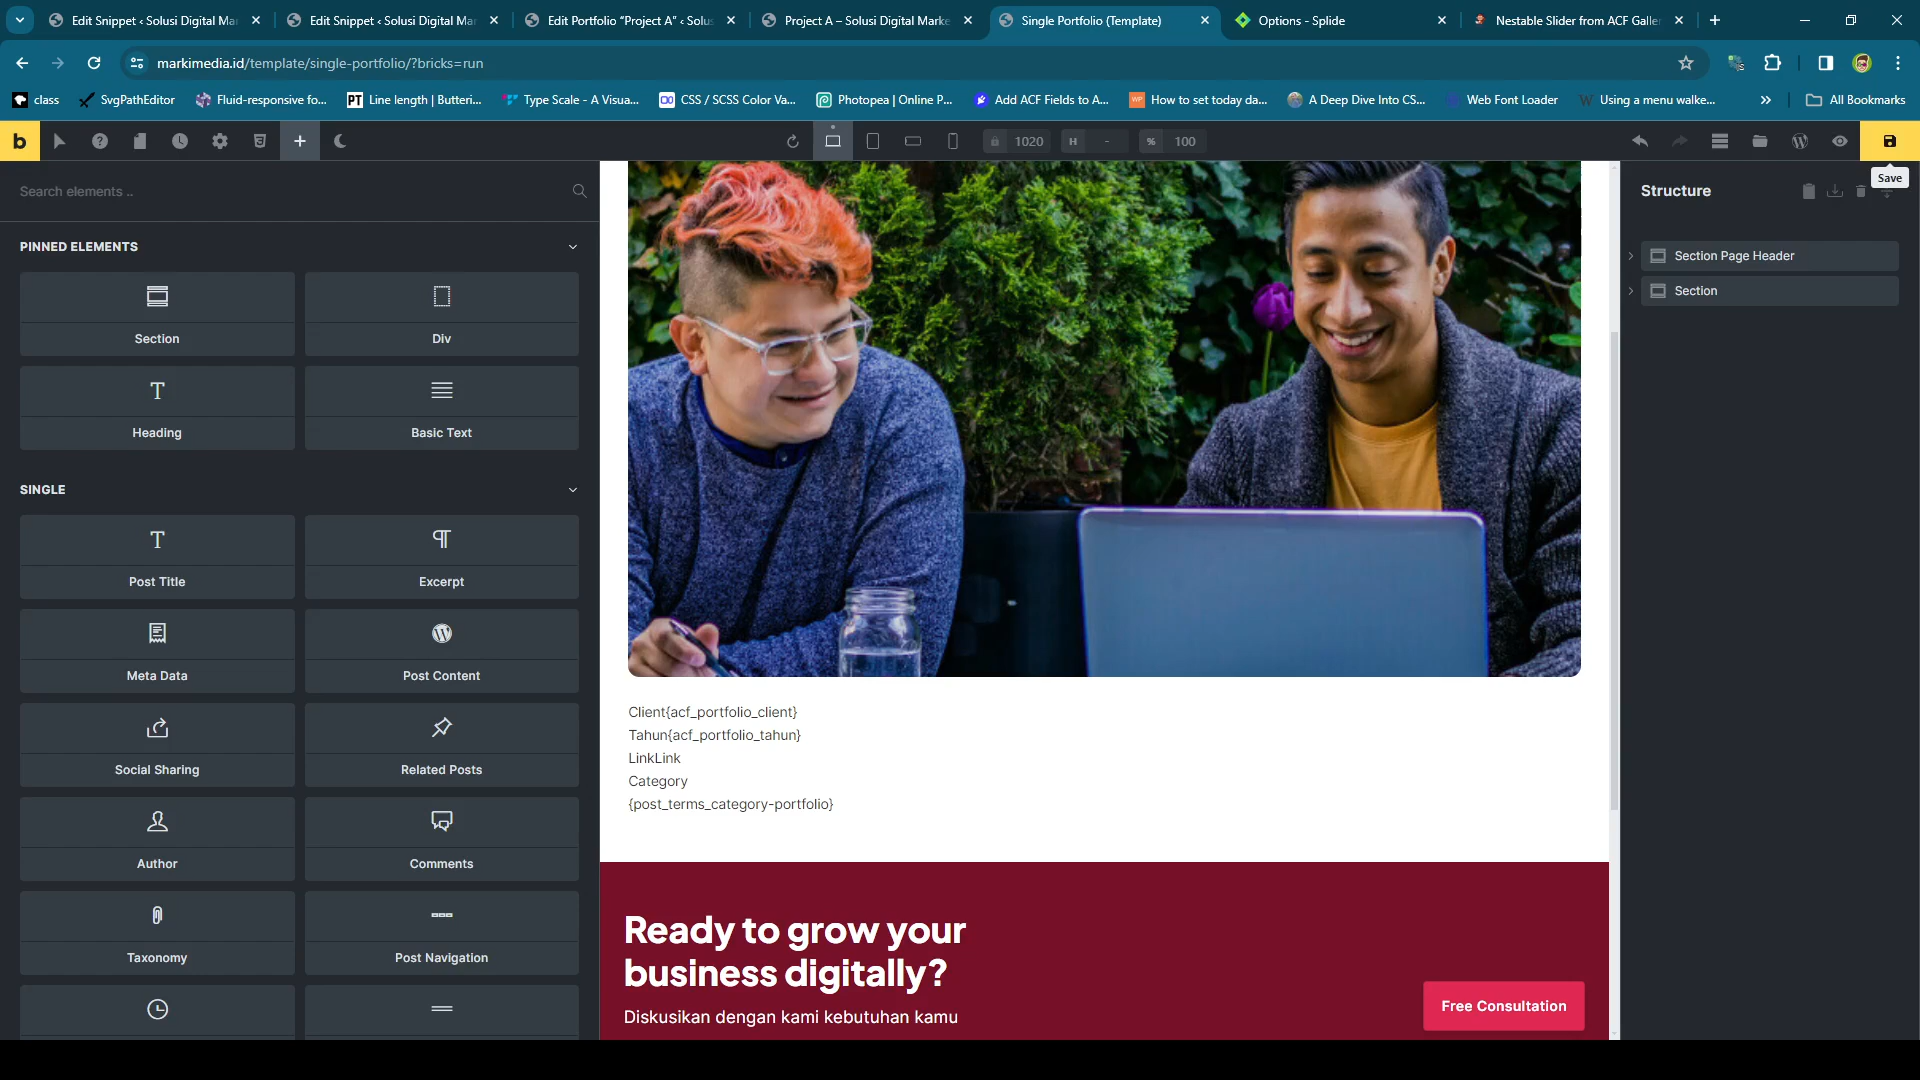 Edit Snippet ‹ Solusi Digital Ma
Edit Snippet ‹ Solusi Digital Ma
Edit Portfolio “Project A” ‹ Solus
Project A – Solusi Digital Marke
Single Portfolio (Template)
Options - Splide
Nestable Slider from ACF Galler
markimedia.id/template/single-portfolio/?bricks=run
class
SvgPathEditor
Fluid-responsive fo...
PT Line length | Butteri...
Type Scale - A Visua...
CSS / SCSS Color Va...
Photopea | Online P...
Add ACF Fields to A...
WP How to set today da...
A Deep Dive Into CS...
Web Font Loader
W Using a menu walke...
All Bookmarks
b
1020
H -
% 100
Save
Search elements ..
PINNED ELEMENTS
Section
Div
Heading
Basic Text
SINGLE
Post Title
Excerpt
Meta Data
Post Content
Social Sharing
Related Posts
Author
Comments
Taxonomy
Post Navigation
Client{acf_portfolio_client}
Tahun{acf_portfolio_tahun}
LinkLink
Category
{post_terms_category-portfolio}
Ready to grow your
business digitally?
Diskusikan dengan kami kebutuhan kamu
Free Consultation
Structure
Section Page Header
Section